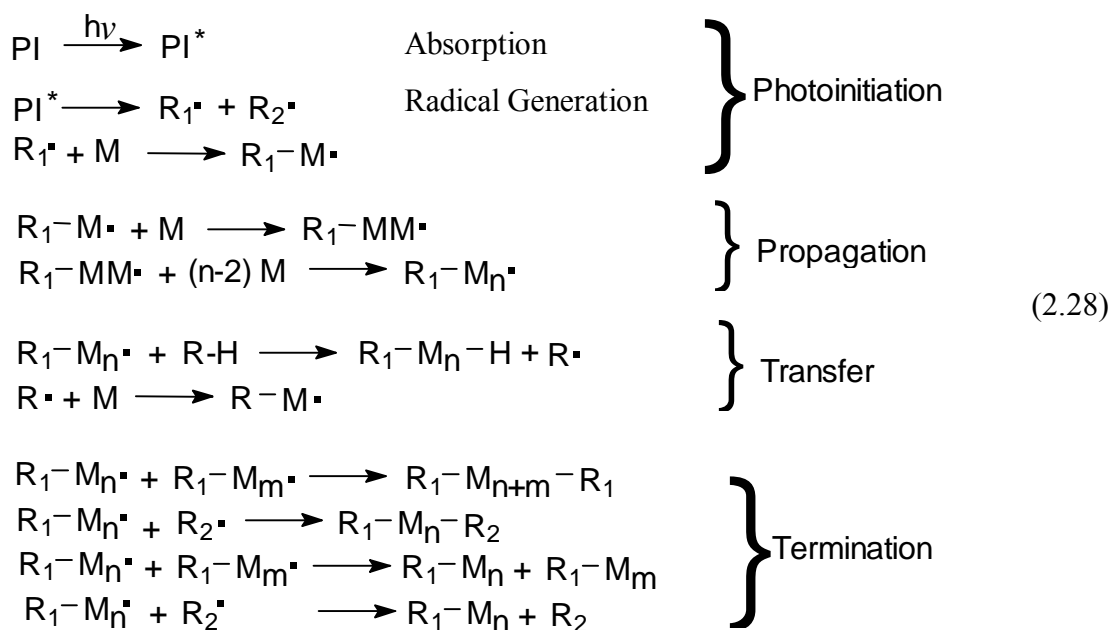 PI hν → PI* Absorption
PI* → R₁▪ + R₂▪ Radical Generation
R₁▪ + M → R₁–M▪
Photoinitiation
R₁–M▪ + M → R₁–MM▪
R₁–MM▪ + (n-2) M → R₁–Mn▪
Propagation
(2.28)
R₁–Mn▪ + R-H → R₁–Mn–H + R▪
R▪ + M → R–M▪
Transfer
R₁–Mn▪ + R₁–Mm▪ → R₁–Mn+m–R₁
R₁–Mn▪ + R₂▪ → R₁–Mn–R₂
R₁–Mn▪ + R₁–Mm▪ → R₁–Mn + R₁–Mm
R₁–Mn▪ + R₂▪ → R₁–Mn + R₂
Termination